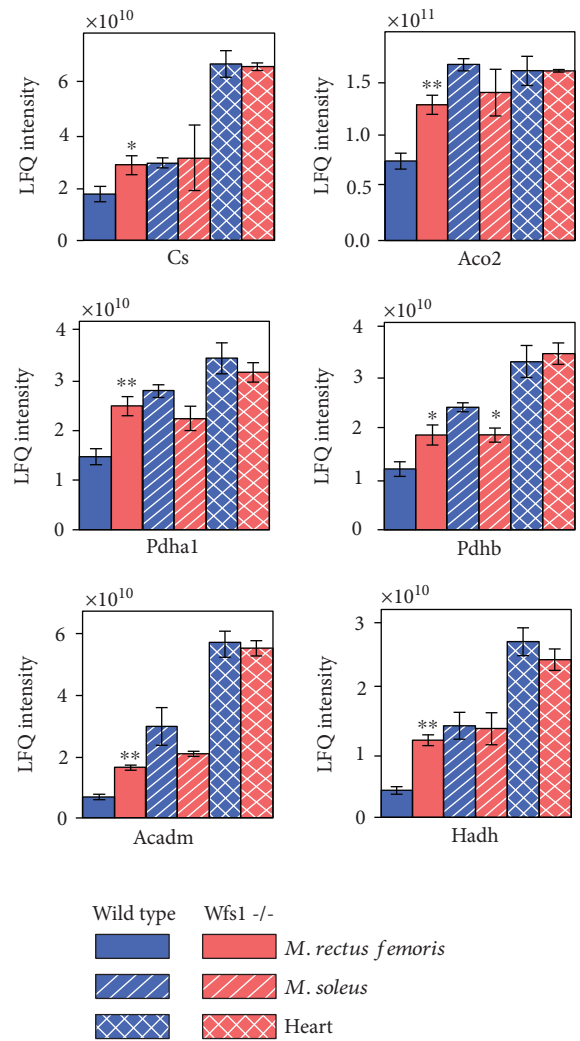 ×10^10
×10^11
LFQ intensity
6
4
2
0
*
Cs
LFQ intensity
1.5
1.0
0.5
0.0
**
Aco2
×10^10
×10^10
LFQ intensity
4
3
2
1
0
**
Pdha1
LFQ intensity
4
3
2
1
0
*
*
Pdhb
×10^10
×10^10
LFQ intensity
6
4
2
0
**
Acadm
LFQ intensity
3
2
1
0
**
Hadh
Wild type Wfs1 -/-
M. rectus femoris
M. soleus
Heart